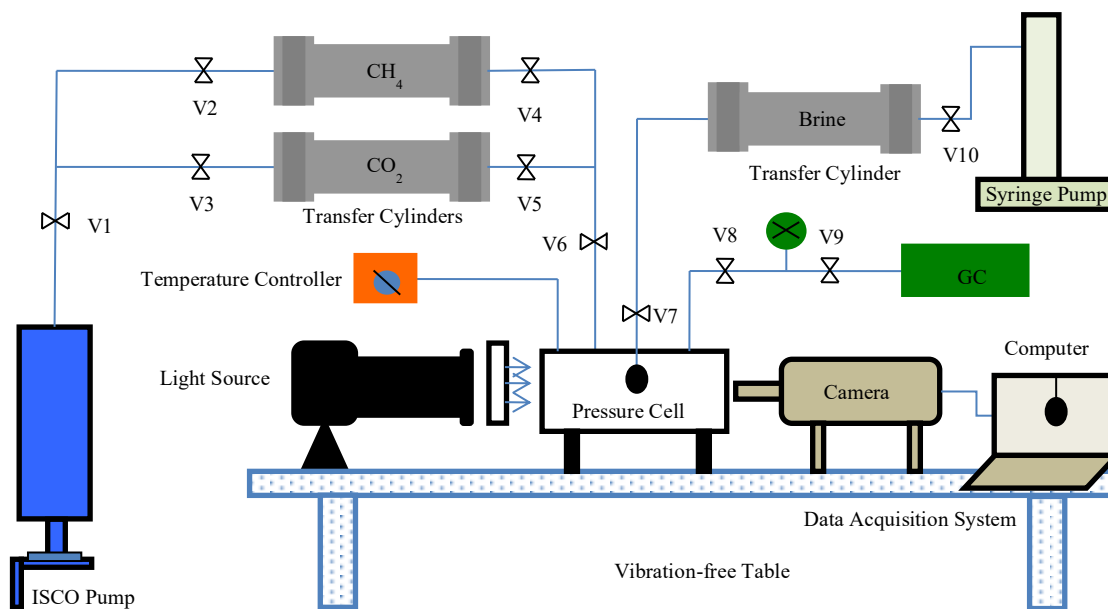 CH₄
V2
V4
Brine
V10
CO₂
V3
V5
Transfer Cylinders
Transfer Cylinder
Syringe Pump
V1
V6
V8
V9
Temperature Controller
GC
V7
Light Source
Computer
Pressure Cell
Camera
Data Acquisition System
Vibration-free Table
ISCO Pump